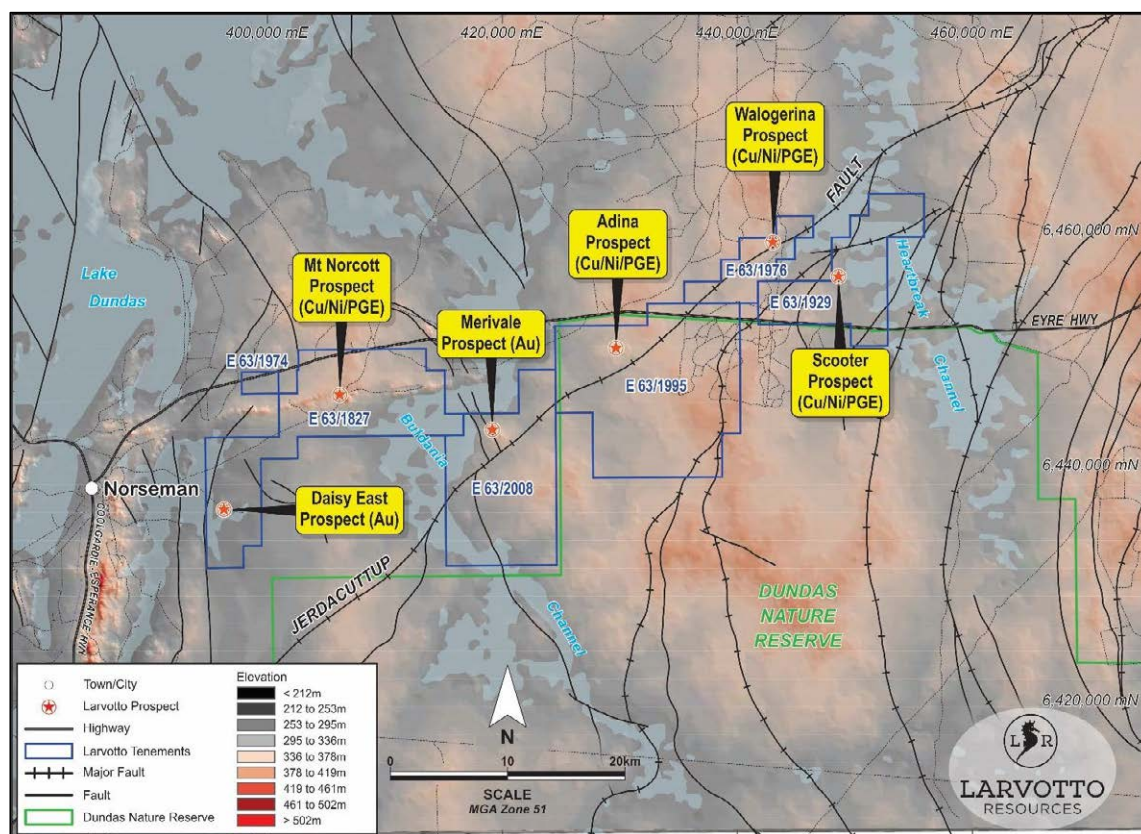 400,000 mE
420,000 mE
440,000 mE
460,000 mE
Walogerina
Prospect
(Cu/Ni/PGE)
FAULT
Adina
Prospect
(Cu/Ni/PGE)
6,460,000 mN
Mt Norcott
Prospect
(Cu/Ni/PGE)
Lake
Dundas
Heartbreak
E 63/1976
E 63/1929
Merivale
Prospect (Au)
EYRE HWY
E 63/1974
E 63/1995
Scooter
Prospect
(Cu/Ni/PGE)
Channel
E 63/1827
Buldania
6,440,000 mN
Norseman
Daisy East
Prospect (Au)
E 63/2008
COOLGARDIE-ESPERANCE HWY
JERDACUTTUP
DUNDAS
NATURE
RESERVE
Channel
6,420,000 mN
Town/City
Larvotto Prospect
Highway
Larvotto Tenements
Major Fault
Fault
Dundas Nature Reserve
Elevation
< 212m
212 to 253m
253 to 295m
295 to 336m
336 to 378m
378 to 419m
419 to 461m
461 to 502m
> 502m
N
0 10 20km
SCALE
MGA Zone 51
L R
LARVOTTO
RESOURCES